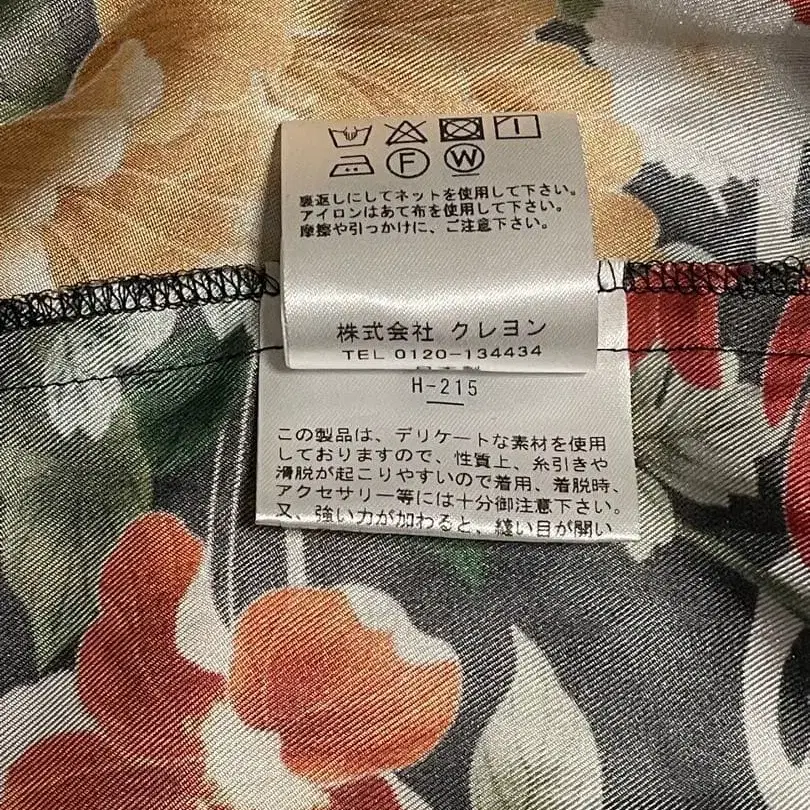 F W
裏返しにしてネットを使用して下さい。
アイロンはあて布を使用して下さい。
摩擦や引っかけに、ご注意下さい。
株式会社 クレヨン
TEL 0120-134434
H-215
この製品は、デリケートな素材を使用
しておりますので、性質上、糸引きや
滑脱が起こりやすいので着用、着脱時、
アクセサリー等には十分御注意下さい。
又、強い力が加わると、縫い目が開い